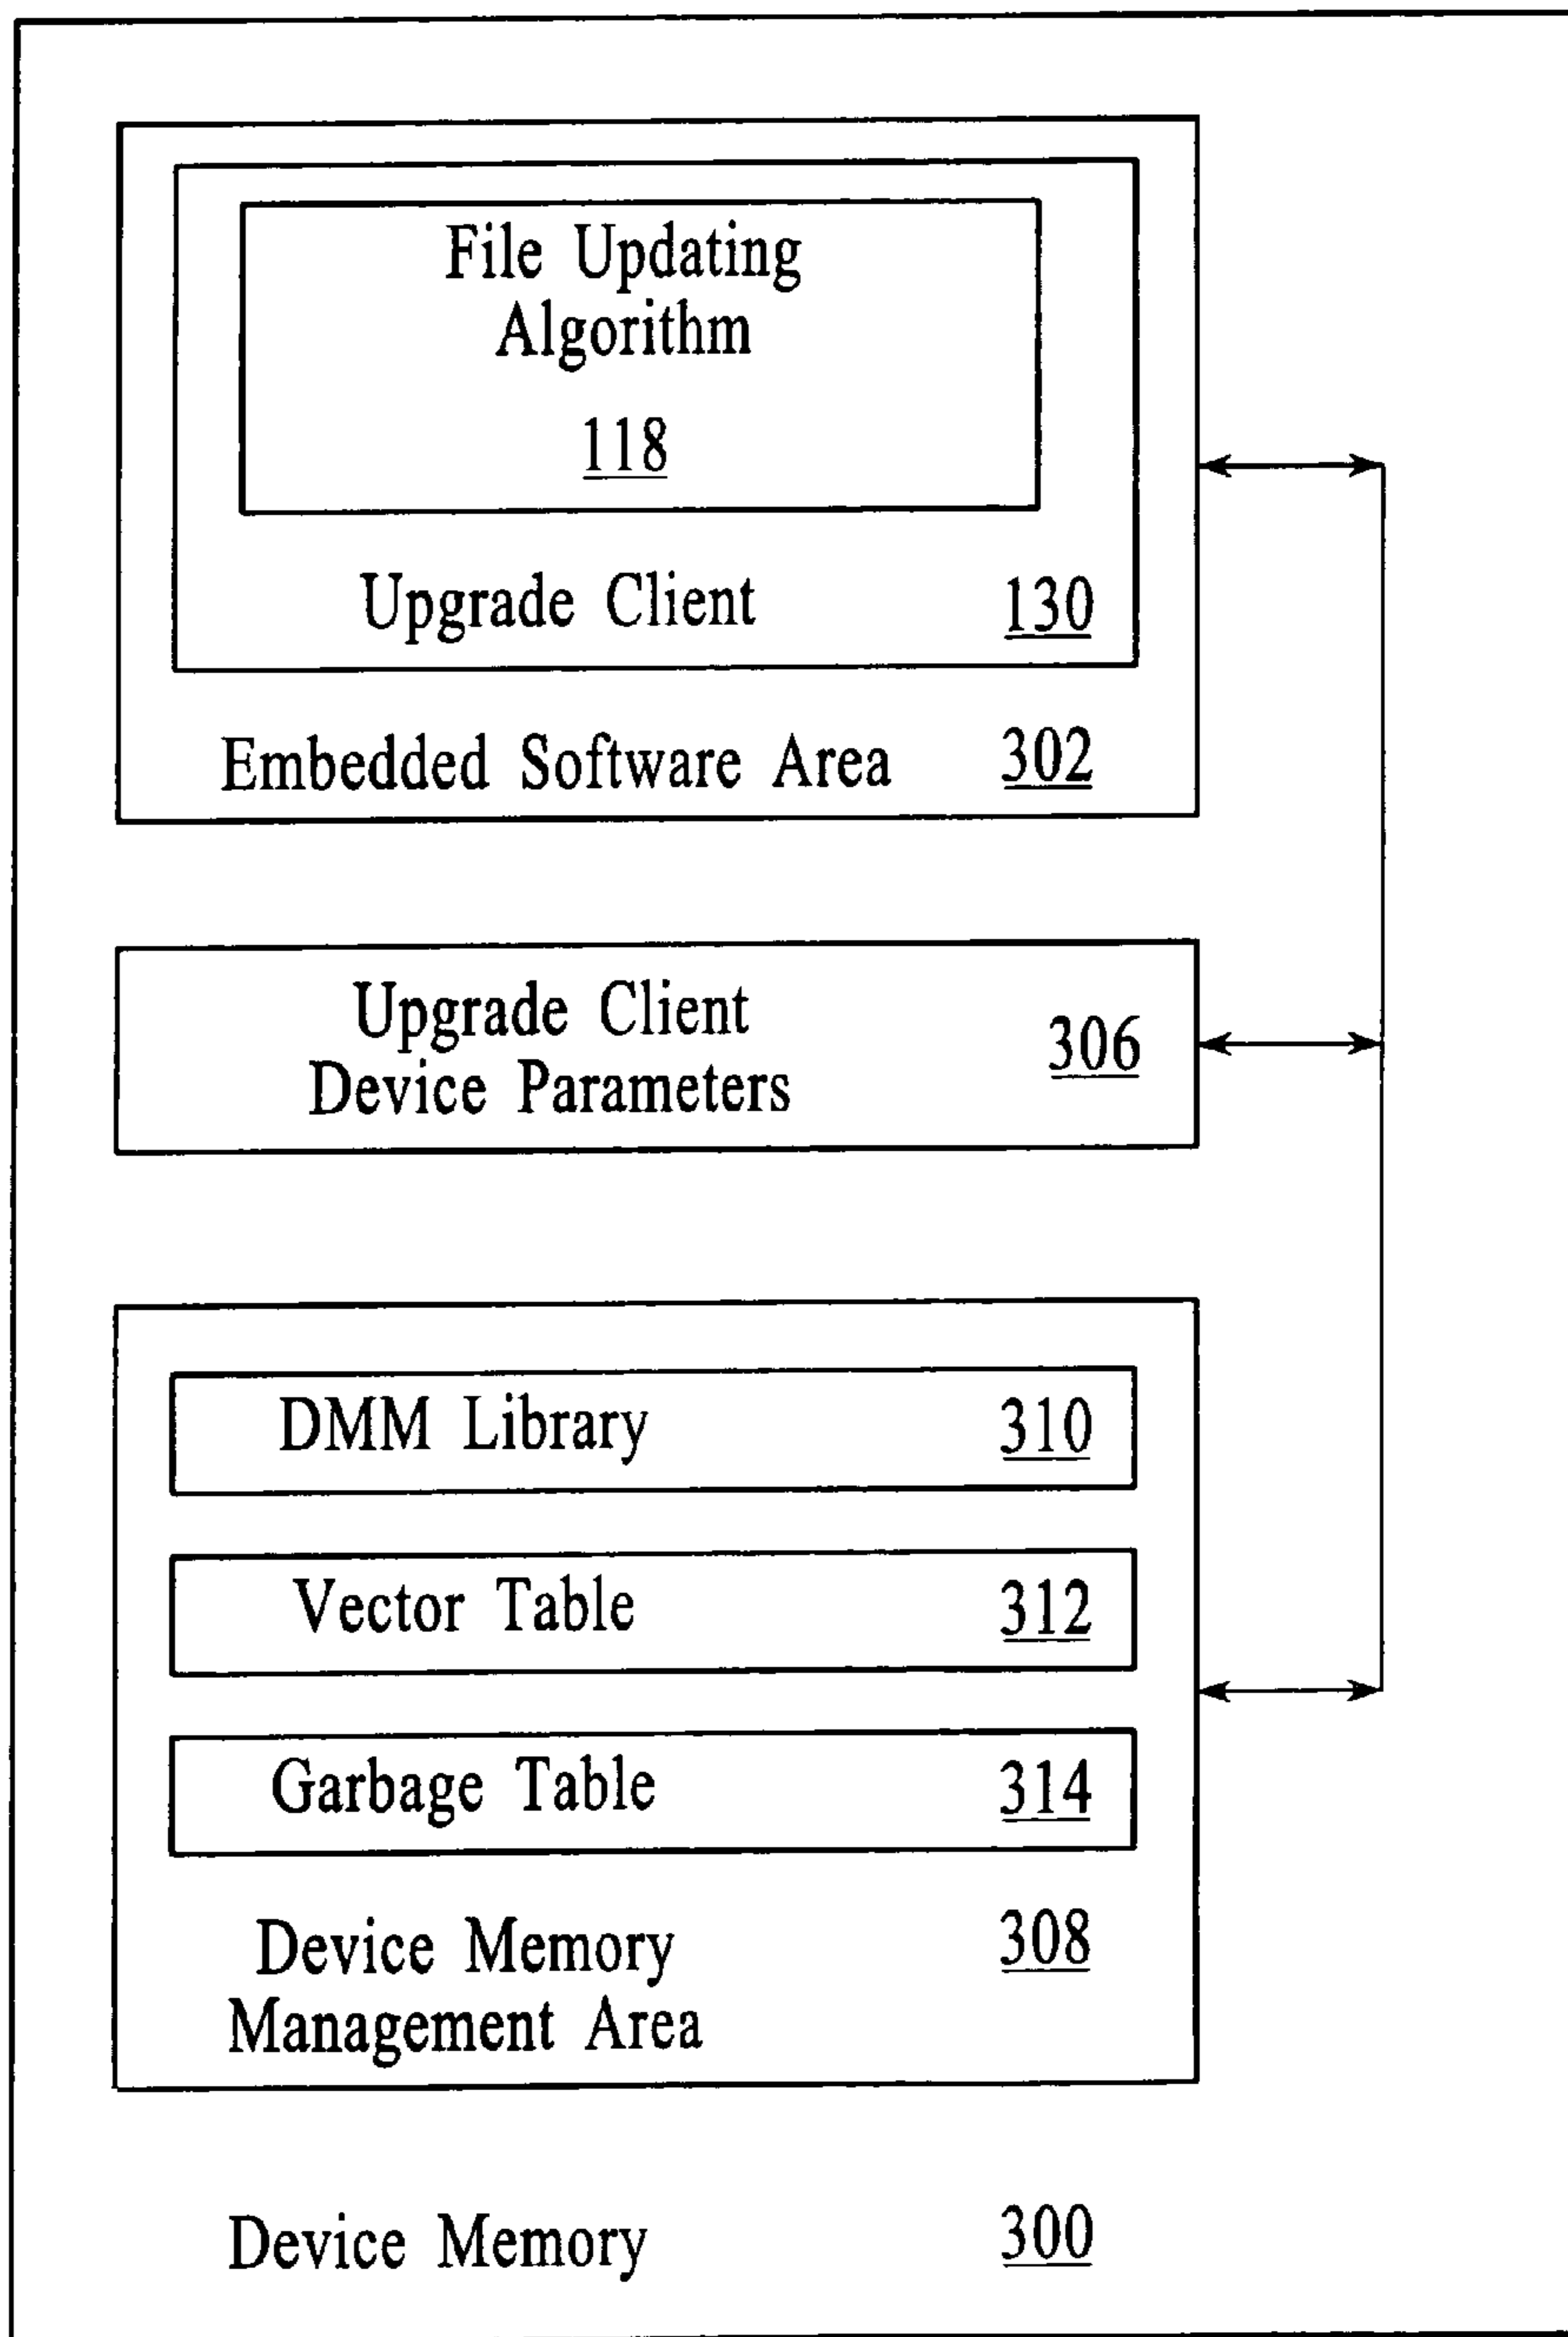 File Updating
Algorithm
118
Upgrade Client 130
Embedded Software Area 302
Upgrade Client
Device Parameters 306
DMM Library 310
Vector Table 312
Garbage Table 314
Device Memory 308
Management Area
Device Memory 300